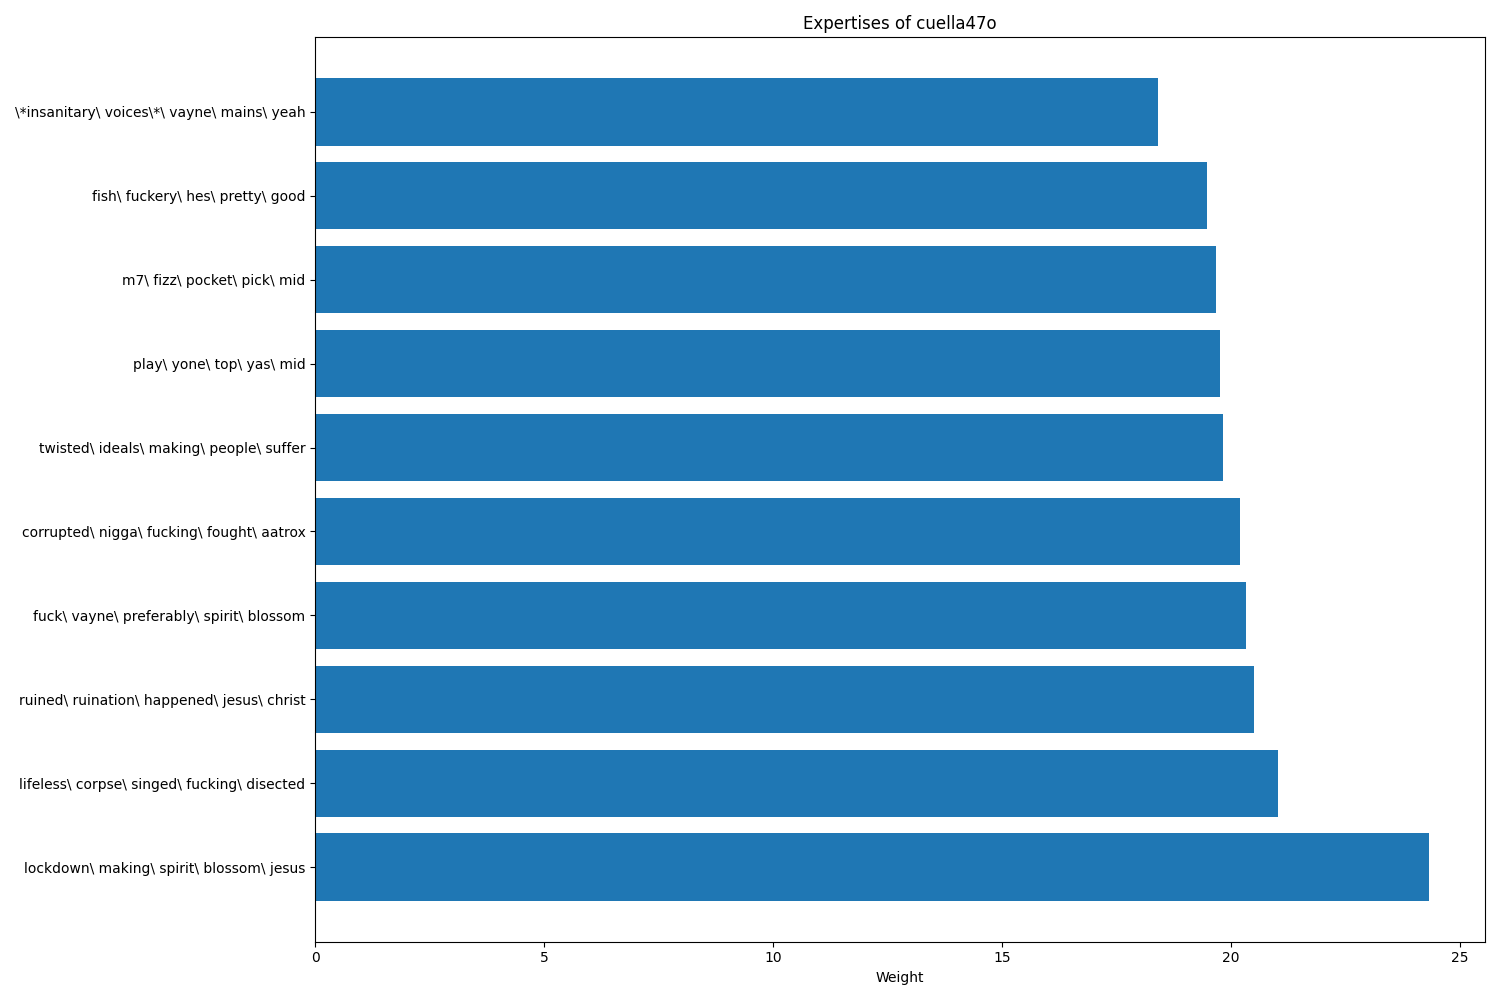 Expertises of cuella47o
\*insanitary\ voices\*\ vayne\ mains\ yeah
fish\ fuckery\ hes\ pretty\ good
m7\ fizz\ pocket\ pick\ mid
play\ yone\ top\ yas\ mid
twisted\ ideals\ making\ people\ suffer
corrupted\ nigga\ fucking\ fought\ aatrox
fuck\ vayne\ preferably\ spirit\ blossom
ruined\ ruination\ happened\ jesus\ christ
lifeless\ corpse\ singed\ fucking\ disected
lockdown\ making\ spirit\ blossom\ jesus
0 5 10 15 20 25
Weight